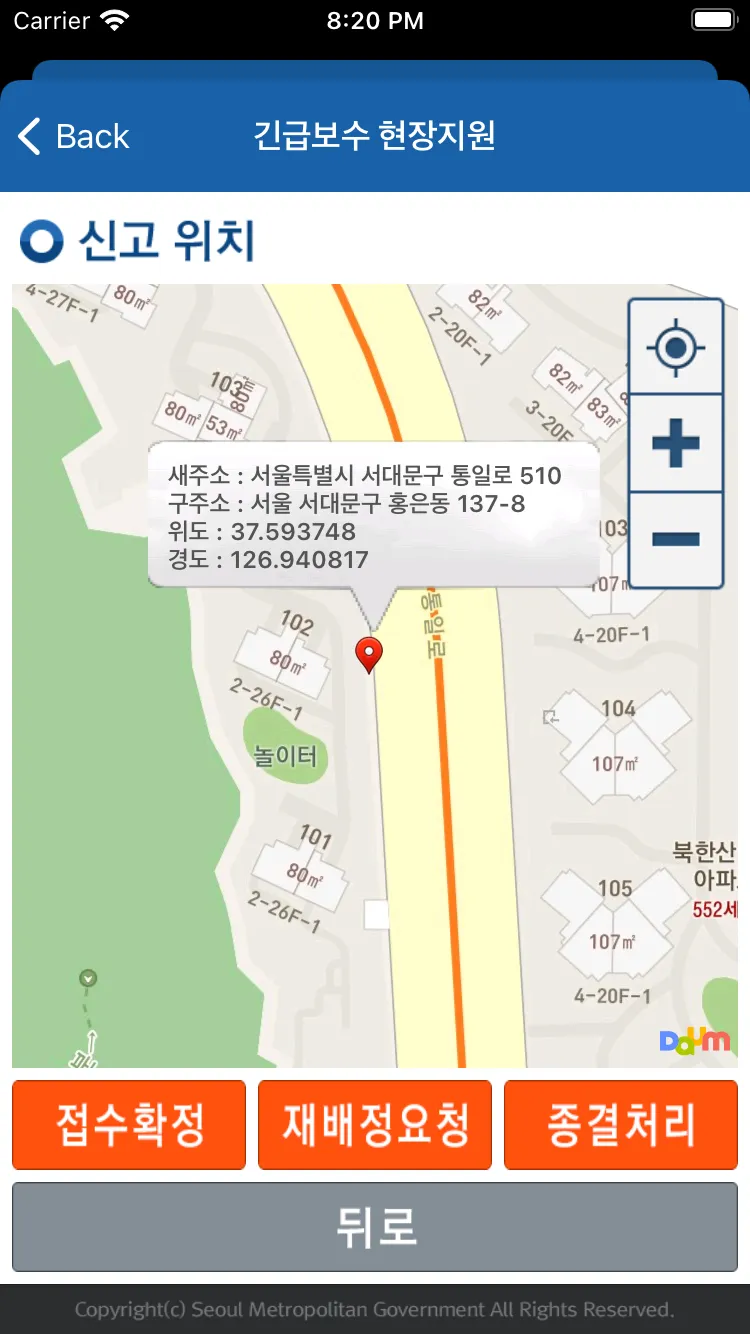 Carrier 8:20 PM
Back 긴급보수 현장지원
신고 위치
4-27F-1
80㎡
82㎡
2-20F-1
103
80㎡
80㎡ 53㎡
82㎡
83㎡
3-20F
새주소 : 서울특별시 서대문구 통일로 510
구주소 : 서울 서대문구 홍은동 137-8
위도 : 37.593748
경도 : 126.940817
103
107㎡
4-20F-1
통일로
102
80㎡
2-26F-1
놀이터
104
107㎡
101
80㎡
2-26F-1
북한산
아파
552세
105
107㎡
4-20F-1
Daum
접수확정 재배정요청 종결처리
뒤로
Copyright(c) Seoul Metropolitan Government All Rights Reserved.